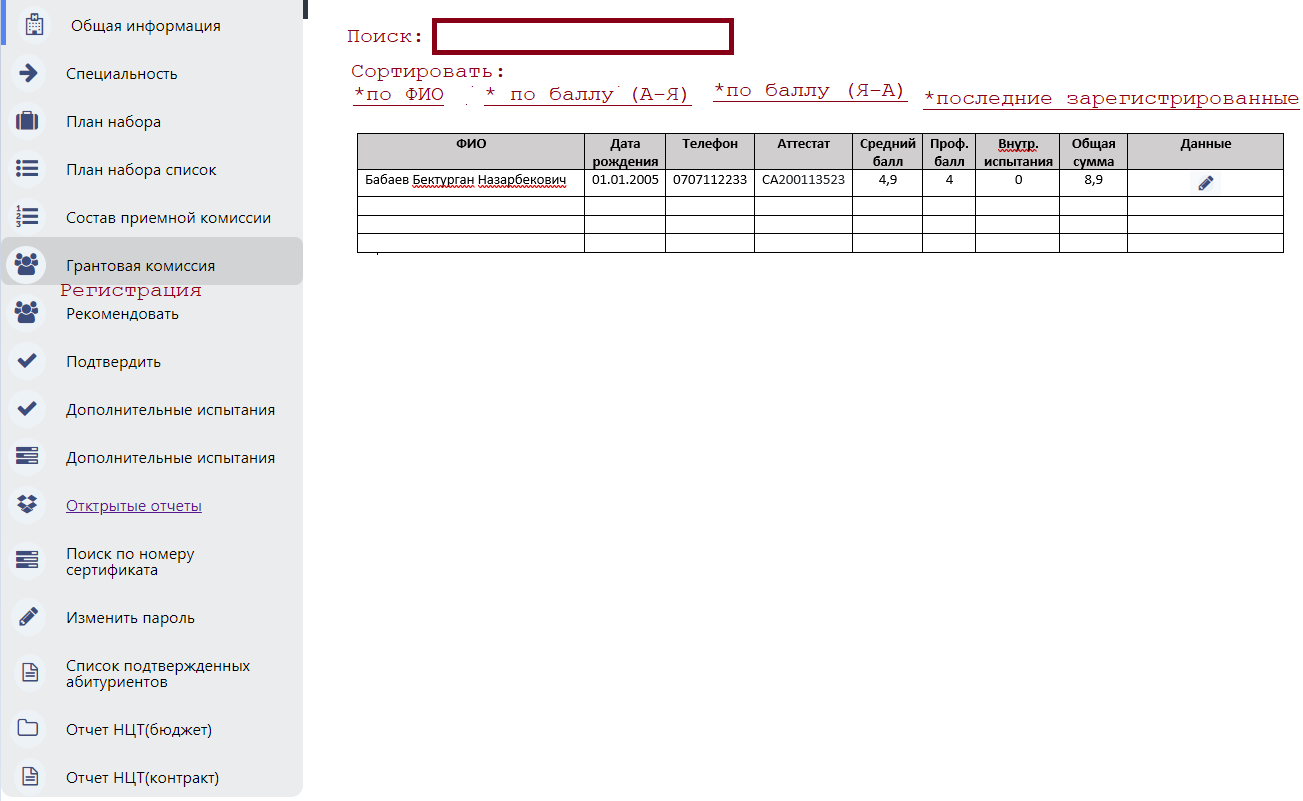 Общая информация
Специальность
План набора
План набора список
Состав приемной комиссии
Грантовая комиссия
Регистрация
Рекомендовать
Подтвердить
Дополнительные испытания
Дополнительные испытания
Отктрытые отчеты
Поиск по номеру
сертификата
Изменить пароль
Список подтвержденных
абитуриентов
Отчет НЦТ(бюджет)
Отчет НЦТ(контракт)
Поиск:
Сортировать:
*по ФИО * по баллу (А-Я) *по баллу (Я-А) *последние зарегистрированные
ФИО Дата рождения Телефон Аттестат Средний балл Проф. балл Внутр. испытания Общая сумма Данные
Бабаев Бектурган Назарбекович 01.01.2005 0707112233 СА200113523 4,9 4 0 8,9